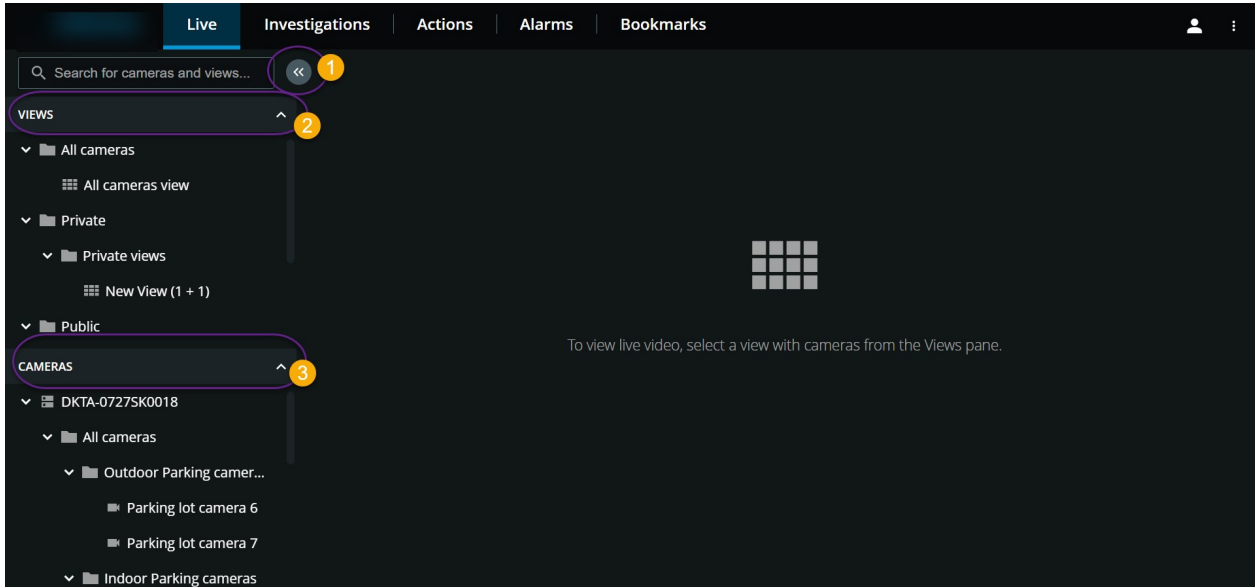 Live Investigations Actions Alarms Bookmarks
Search for cameras and views... 1
VIEWS
2
All cameras
All cameras view
Private
Private views
New View (1 + 1)
Public
To view live video, select a view with cameras from the Views pane.
CAMERAS
3
DKTA-0727SK0018
All cameras
Outdoor Parking camer...
Parking lot camera 6
Parking lot camera 7
Indoor Parking cameras